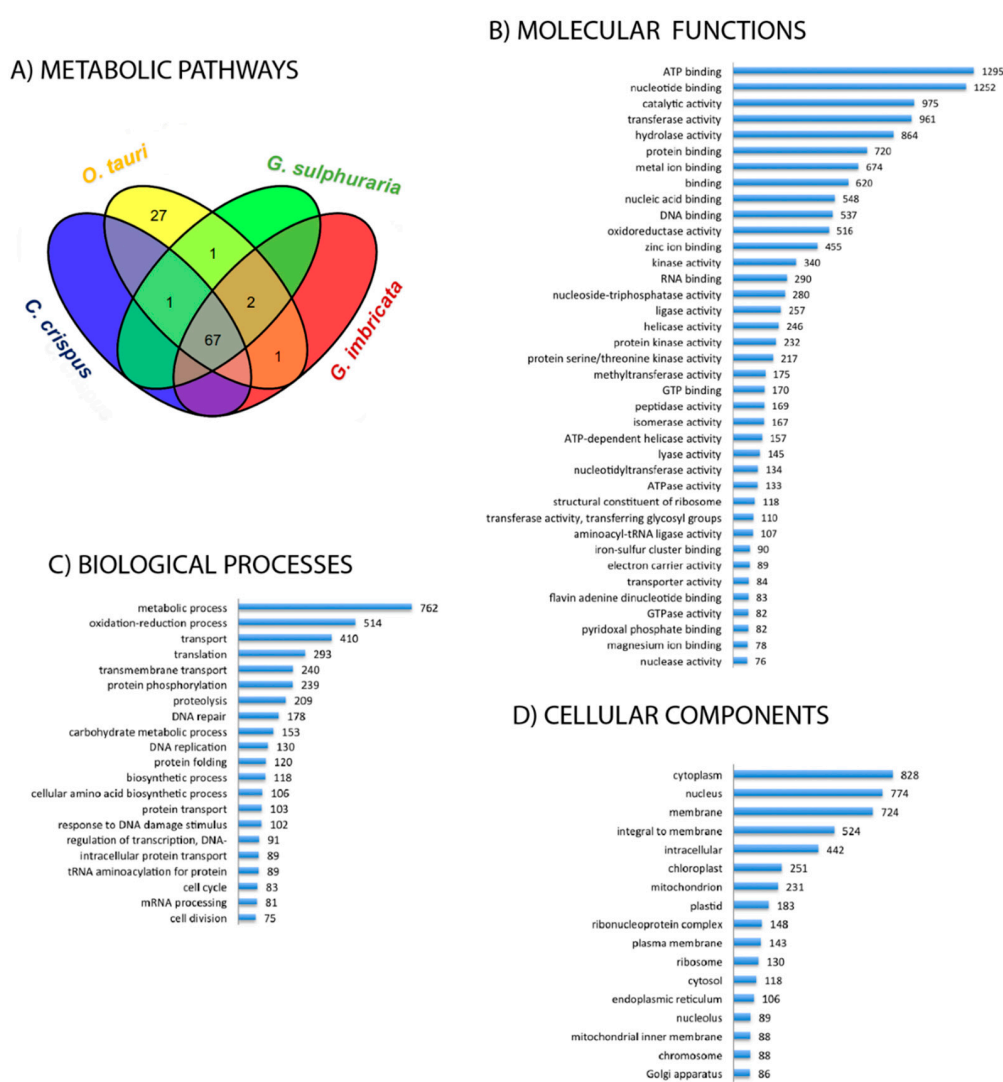 A) METABOLIC PATHWAYS
O. tauri
G. sulphuraria
C. crispus
G. imbricata
27
1
1
2
67
1
B) MOLECULAR FUNCTIONS
ATP binding 1295
nucleotide binding 1252
catalytic activity 975
transferase activity 961
hydrolase activity 864
protein binding 720
metal ion binding 674
binding 620
nucleic acid binding 548
DNA binding 537
oxidoreductase activity 516
zinc ion binding 455
kinase activity 340
RNA binding 290
nucleoside-triphosphatase activity 280
ligase activity 257
helicase activity 246
protein kinase activity 232
protein serine/threonine kinase activity 217
methyltransferase activity 175
GTP binding 170
peptidase activity 169
isomerase activity 167
ATP-dependent helicase activity 157
lyase activity 145
nucleotidyltransferase activity 134
ATPase activity 133
structural constituent of ribosome 118
transferase activity, transferring glycosyl groups 110
aminoacyl-tRNA ligase activity 107
iron-sulfur cluster binding 90
electron carrier activity 89
transporter activity 84
flavin adenine dinucleotide binding 83
GTPase activity 82
pyridoxal phosphate binding 82
magnesium ion binding 78
nuclease activity 76
C) BIOLOGICAL PROCESSES
metabolic process 762
oxidation-reduction process 514
transport 410
translation 293
transmembrane transport 240
protein phosphorylation 239
proteolysis 209
DNA repair 178
carbohydrate metabolic process 153
DNA replication 130
protein folding 120
biosynthetic process 118
cellular amino acid biosynthetic process 106
protein transport 103
response to DNA damage stimulus 102
regulation of transcription, DNA- 91
intracellular protein transport 89
tRNA aminoacylation for protein 89
cell cycle 83
mRNA processing 81
cell division 75
D) CELLULAR COMPONENTS
cytoplasm 828
nucleus 774
membrane 724
integral to membrane 524
intracellular 442
chloroplast 251
mitochondrion 231
plastid 183
ribonucleoprotein complex 148
plasma membrane 143
ribosome 130
cytosol 118
endoplasmic reticulum 106
nucleolus 89
mitochondrial inner membrane 88
chromosome 88
Golgi apparatus 86